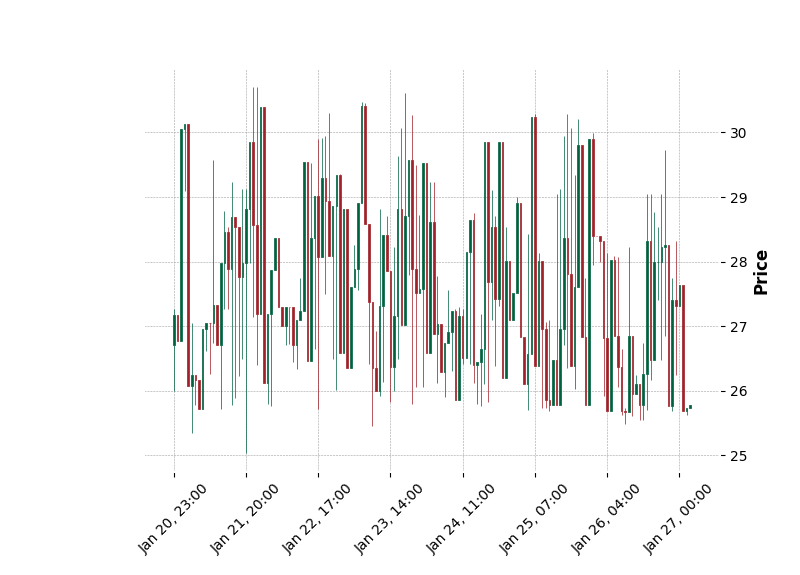 30
29
28
27
26
25
Price
Jan 20, 23:00
Jan 21, 20:00
Jan 22, 17:00
Jan 23, 14:00
Jan 24, 11:00
Jan 25, 07:00
Jan 26, 04:00
Jan 27, 00:00